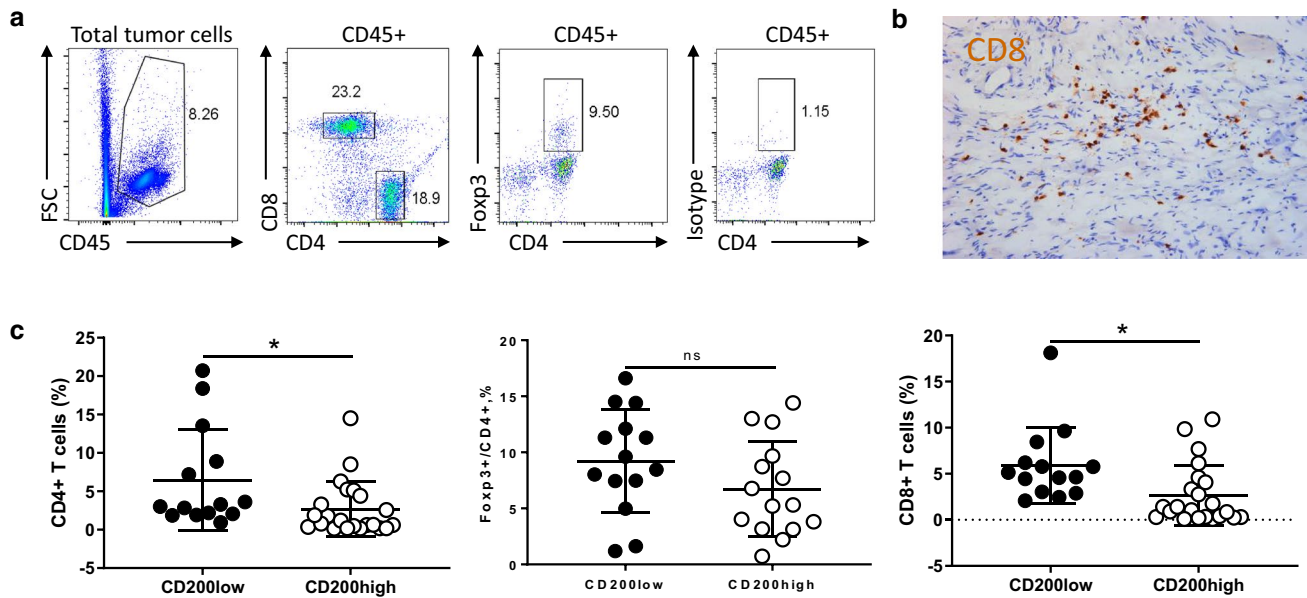 a
Total tumor cells
FSC
8.26
CD45
CD45+
CD8
23.2
18.9
CD4
CD45+
Foxp3
9.50
CD4
CD45+
Isotype
1.15
CD4
b
CD8
c
CD4+ T cells (%)
25
20
15
10
5
0
-5
*
CD200low
CD200high
Foxp3+/CD4+,%
20
15
10
5
0
ns
CD200low
CD200high
CD8+ T cells (%)
20
15
10
5
0
-5
*
CD200low
CD200high